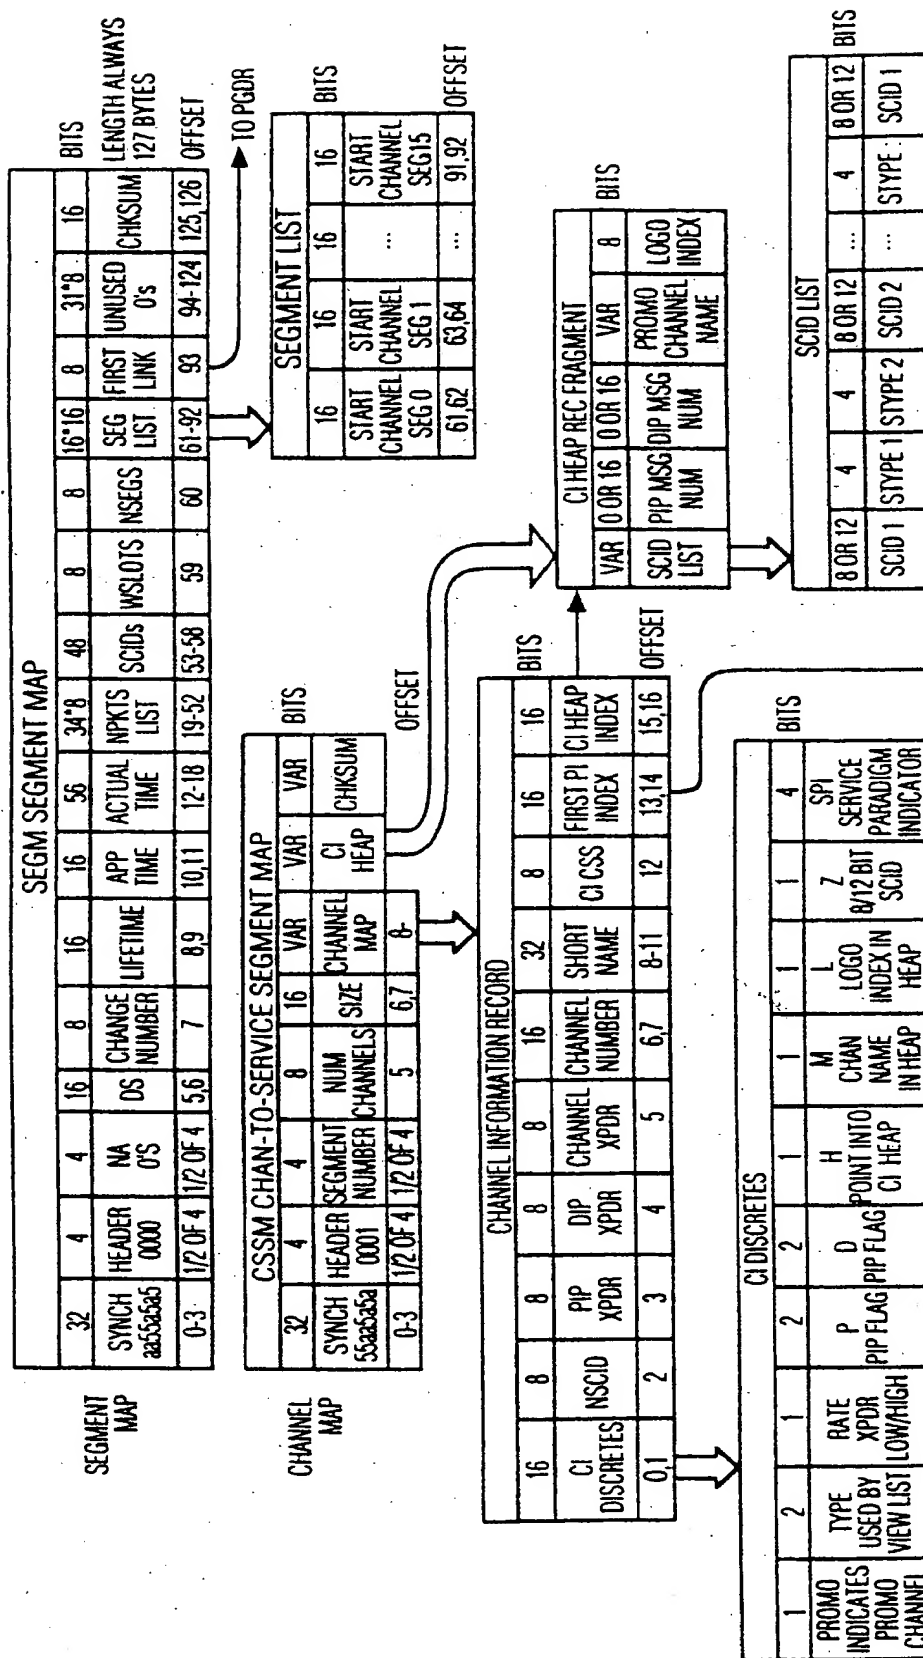 SEGMENT
MAP
SEGM SEGMENT MAP
32 4 4 16 8 16 16 56 34*8 48 8 8 16*16 8 31*8 16 BITS
SYNCH aa55a5a5 HEADER 0000 NA 0'S DS CHANGE NUMBER LIFETIME APP TIME ACTUAL TIME NPKTS LIST SCIDs WSLOTS NSEGS SEG LIST. FIRST LINK UNUSED 0's CHKSUM LENGTH ALWAYS 127 BYTES
0-3 1/2 OF 4 1/2 OF 4 5,6 7 8,9 10,11 12-18 19-52 53-58 59 60 61-92 93 94-124 125,126 OFFSET
TO PGDR
SEGMENT LIST
16 16 16 16 BITS
START CHANNEL SEG 0 START CHANNEL SEG 1 ... START CHANNEL SEG15
61,62 63,64 ... 91,92 OFFSET
CHANNEL
MAP
CSSM CHAN-TO-SERVICE SEGMENT MAP
32 4 4 8 16 VAR VAR VAR BITS
SYNCH 55aa5a5a HEADER 0001 SEGMENT NUMBER NUM CHANNELS SIZE CHANNEL MAP CI HEAP CHKSUM
0-3 1/2 OF 4 1/2 OF 4 5 6,7 8- OFFSET
CHANNEL INFORMATION RECORD
16 8 8 8 8 16 32 8 16 16 BITS
CI DISCRETES NSCID PIP XPDR DIP XPDR CHANNEL XPDR CHANNEL NUMBER SHORT NAME CI CSS FIRST PI INDEX CI HEAP INDEX
0,1 2 3 4 5 6,7 8-11 12 13,14 15,16 OFFSET
CI HEAP REC FRAGMENT
VAR 0 OR 16 0 OR 16 VAR 8 BITS
SCID LIST PIP MSG NUM DIP MSG NUM PROMO CHANNEL NAME LOGO INDEX
CI DISCRETES
1 2 1 2 2 1 1 1 1 4 BITS
PROMO INDICATES PROMO CHANNEL TYPE USED BY VIEW LIST RATE XPDR LOW/HIGH P PIP FLAG D PIP FLAG H POINT INTO CI HEAP M CHAN NAME IN HEAP L LOGO INDEX IN HEAP Z 8/12 BIT SCID SPI SERVICE PARADIGM INDICATOR
SCID LIST
8 OR 12 4 4 8 OR 12 ... 4 8 OR 12 BITS
SCID 1 STYPE 1 STYPE 2 SCID 2 ... STYPE : SCID 1